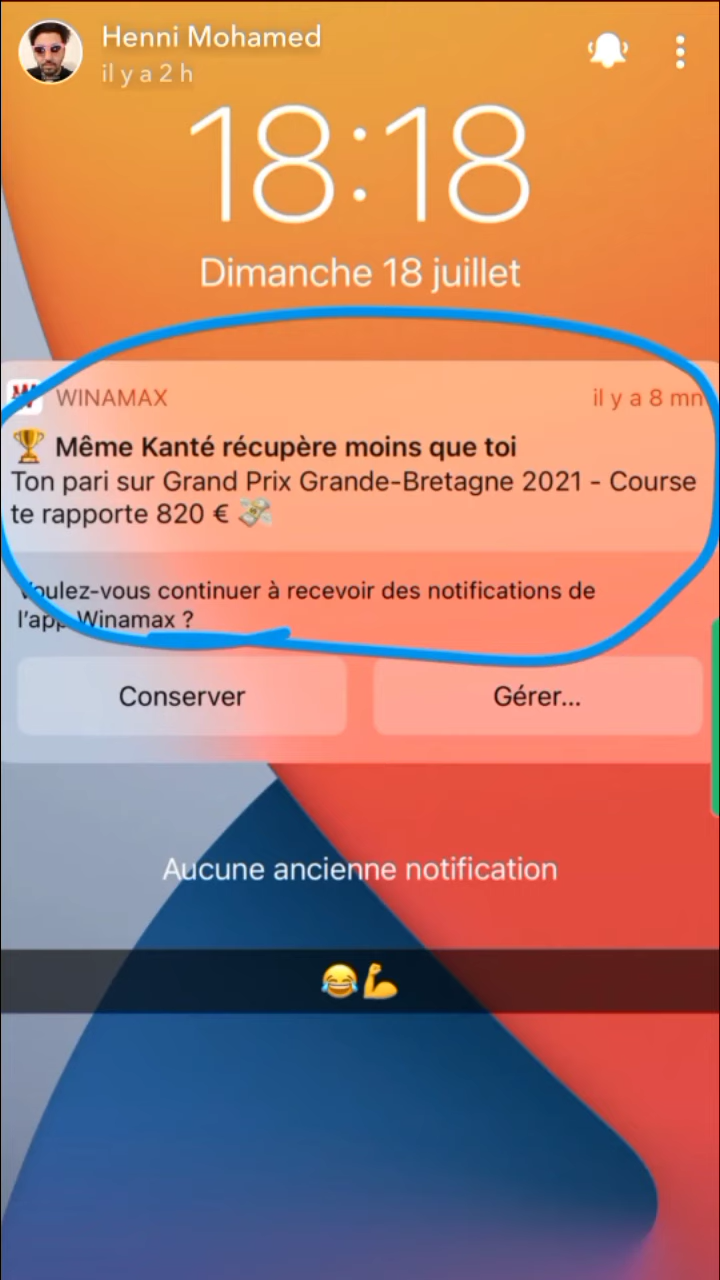 Henni Mohamed
il y a 2 h
18:18
Dimanche 18 juillet
WINAMAX
il y a 8 mn
🏆 Même Kanté récupère moins que toi
Ton pari sur Grand Prix Grande-Bretagne 2021 - Course
te rapporte 820 € 💸
Voulez-vous continuer à recevoir des notifications de
l'app Winamax ?
Conserver
Gérer...
Aucune ancienne notification
😂💪